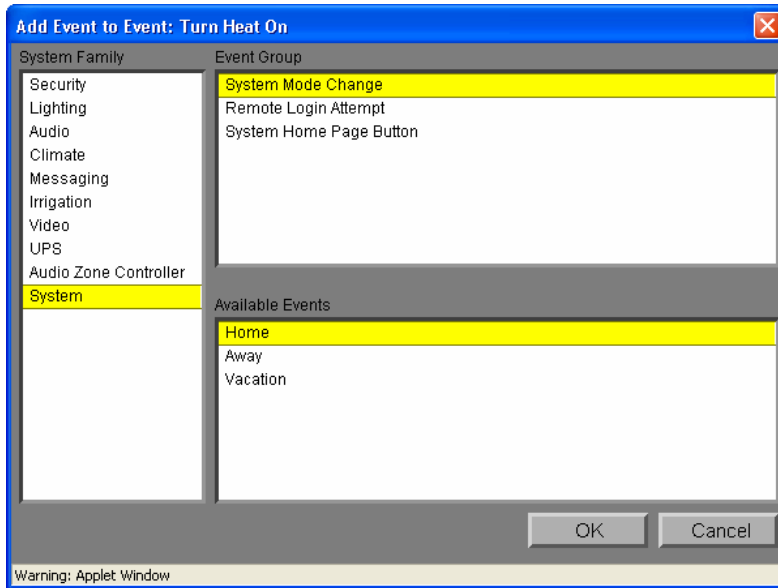 Add Event to Event: Turn Heat On
System Family
Security
Lighting
Audio
Climate
Messaging
Irrigation
Video
UPS
Audio Zone Controller
System
Event Group
System Mode Change
Remote Login Attempt
System Home Page Button
Available Events
Home
Away
Vacation
OK
Cancel
Warning: Applet Window